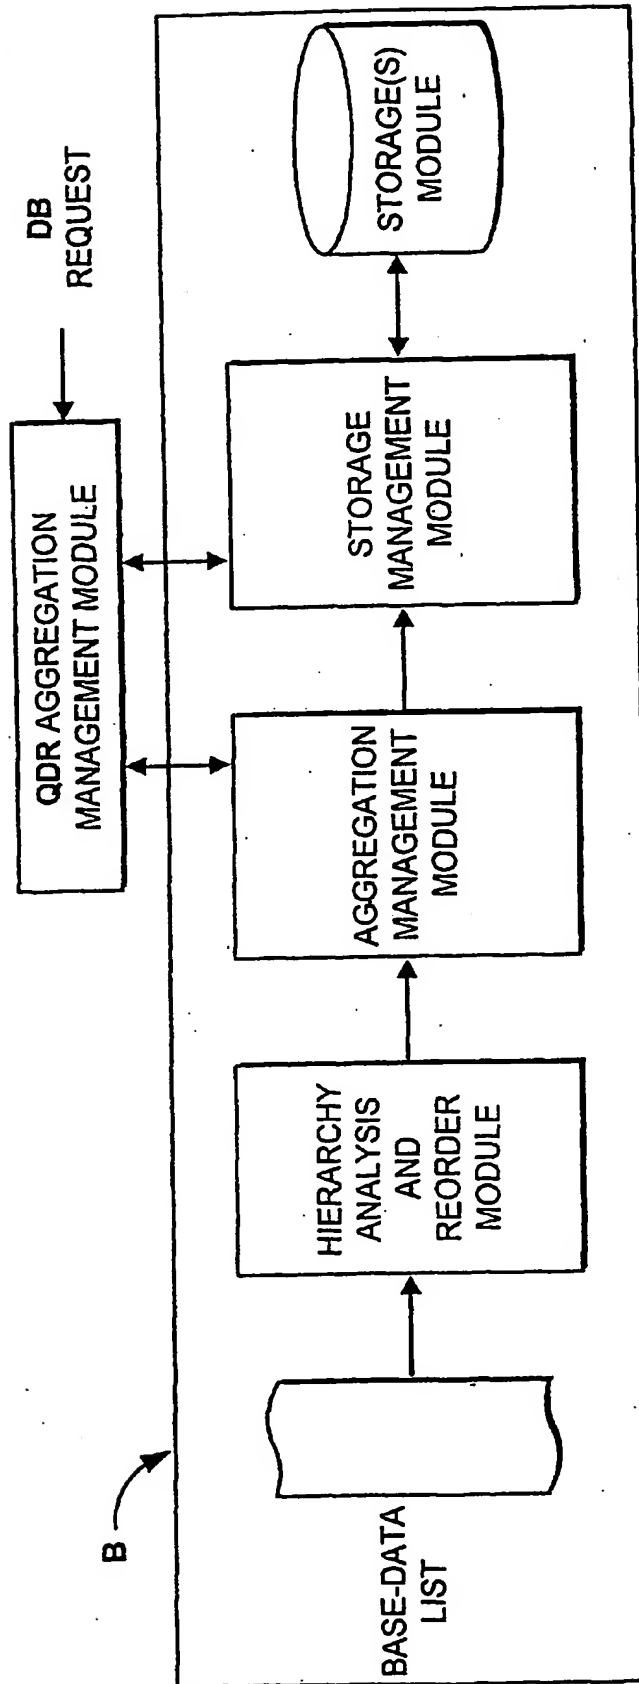 DB
REQUEST
QDR AGGREGATION
MANAGEMENT MODULE
B
BASE-DATA
LIST
HIERARCHY
ANALYSIS
AND
REORDER
MODULE
AGGREGATION
MANAGEMENT
MODULE
STORAGE
MANAGEMENT
MODULE
STORAGE(S)
MODULE